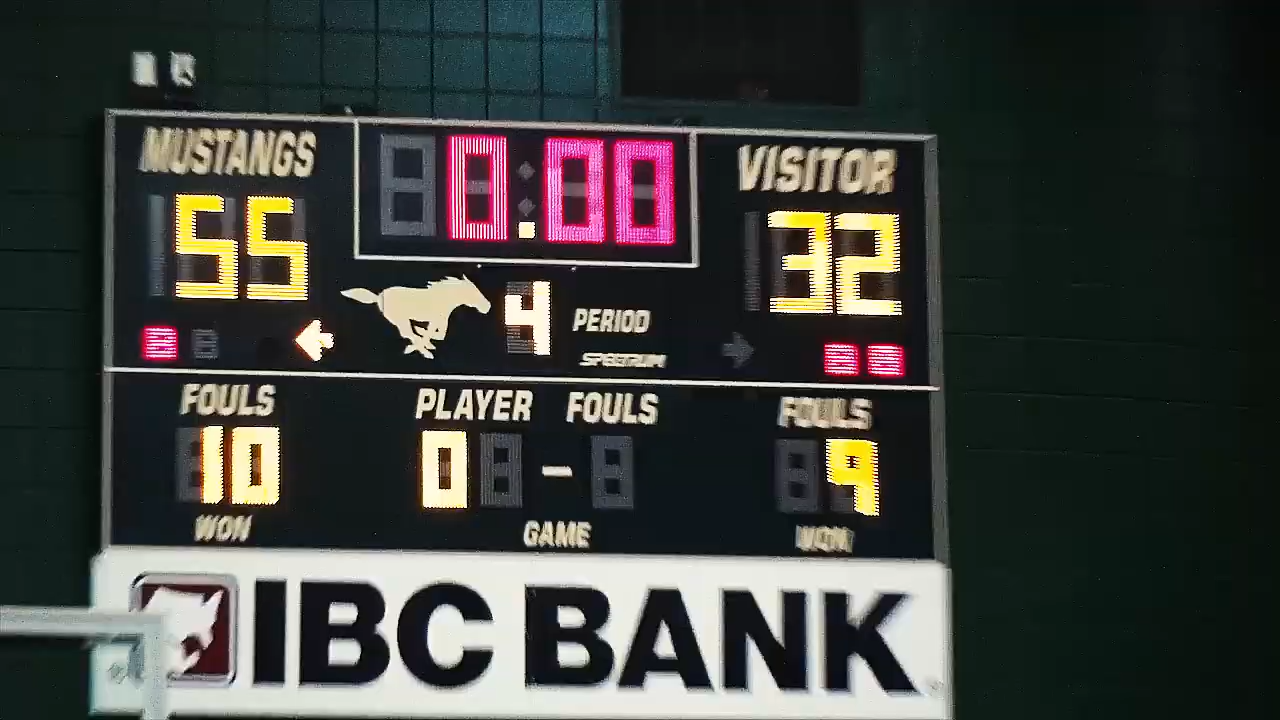 MUSTANGS 0:00 VISITOR
55 32
4 PERIOD
SPECTRUM
FOULS PLAYER FOULS FOULS
10 0 - 9
WON GAME WON
IBC BANK